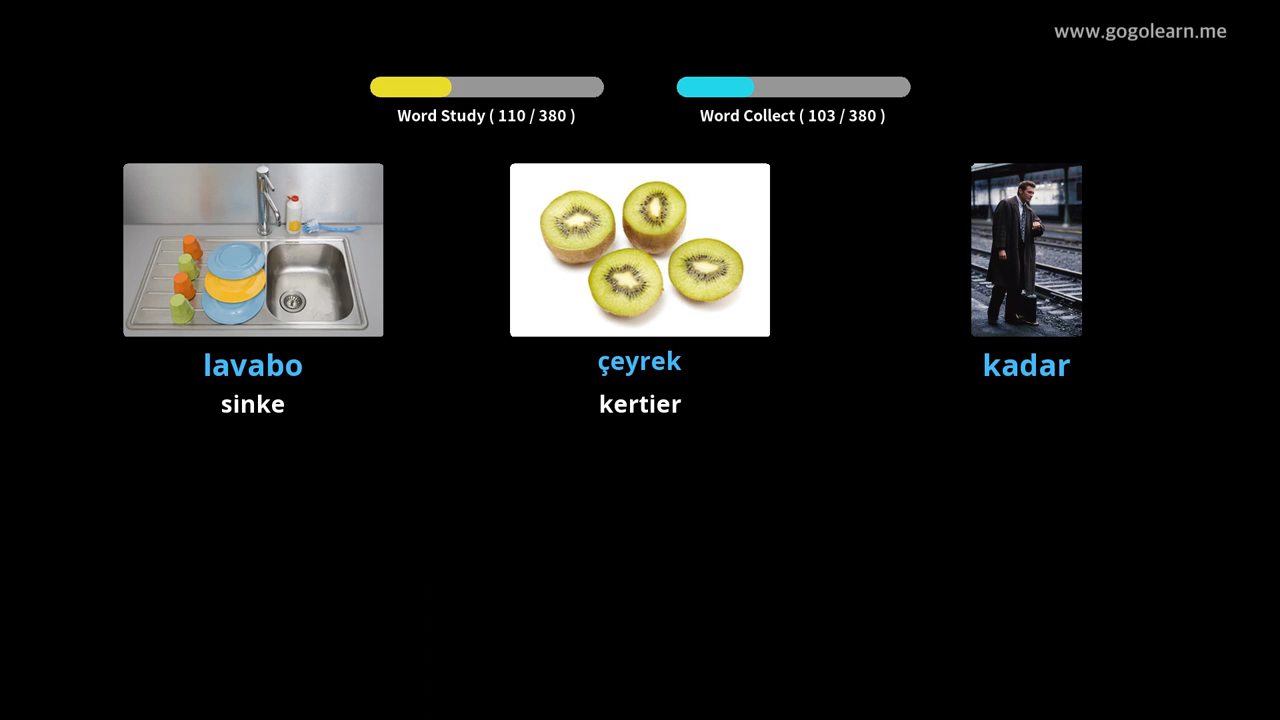 www.gogolearn.me
Word Study ( 110 / 380 )
Word Collect ( 103 / 380 )
lavabo
çeyrek
kadar
sinke
kertier